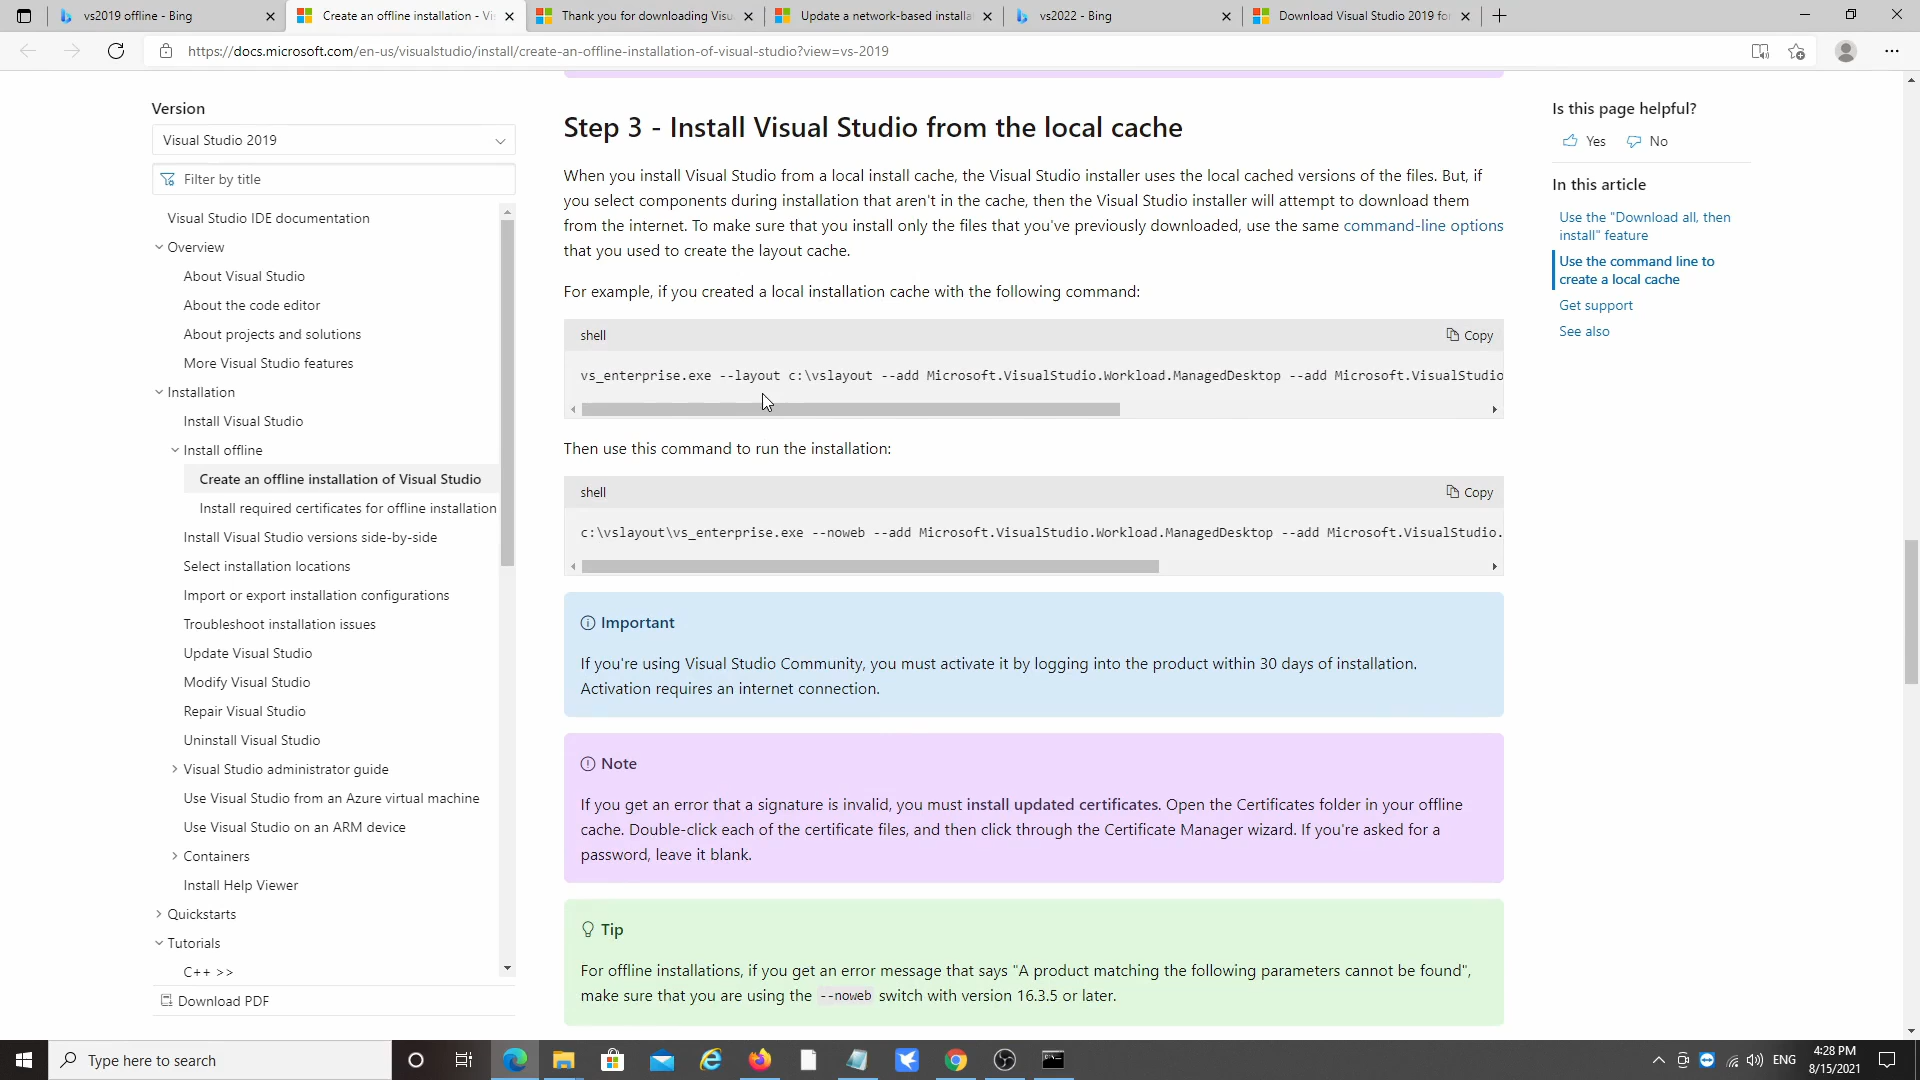 vs2019 offline - Bing
Create an offline installation - Vis
Thank you for downloading Visu
Update a network-based installa
vs2022 - Bing
Download Visual Studio 2019 for
https://docs.microsoft.com/en-us/visualstudio/install/create-an-offline-installation-of-visual-studio?view=vs-2019
Version
Visual Studio 2019
Filter by title
Visual Studio IDE documentation
Overview
About Visual Studio
About the code editor
About projects and solutions
More Visual Studio features
Installation
Install Visual Studio
Install offline
Create an offline installation of Visual Studio
Install required certificates for offline installation
Install Visual Studio versions side-by-side
Select installation locations
Import or export installation configurations
Troubleshoot installation issues
Update Visual Studio
Modify Visual Studio
Repair Visual Studio
Uninstall Visual Studio
Visual Studio administrator guide
Use Visual Studio from an Azure virtual machine
Use Visual Studio on an ARM device
Containers
Install Help Viewer
Quickstarts
Tutorials
C++ >>
Download PDF
Step 3 - Install Visual Studio from the local cache
When you install Visual Studio from a local install cache, the Visual Studio installer uses the local cached versions of the files. But, if
you select components during installation that aren't in the cache, then the Visual Studio installer will attempt to download them
from the internet. To make sure that you install only the files that you've previously downloaded, use the same command-line options
that you used to create the layout cache.
For example, if you created a local installation cache with the following command:
shell
Copy
vs_enterprise.exe --layout c:\vslayout --add Microsoft.VisualStudio.Workload.ManagedDesktop --add Microsoft.VisualStudio
Then use this command to run the installation:
shell
Copy
c:\vslayout\vs_enterprise.exe --noweb --add Microsoft.VisualStudio.Workload.ManagedDesktop --add Microsoft.VisualStudio.
Important
If you're using Visual Studio Community, you must activate it by logging into the product within 30 days of installation.
Activation requires an internet connection.
Note
If you get an error that a signature is invalid, you must install updated certificates. Open the Certificates folder in your offline
cache. Double-click each of the certificate files, and then click through the Certificate Manager wizard. If you're asked for a
password, leave it blank.
Tip
For offline installations, if you get an error message that says "A product matching the following parameters cannot be found",
make sure that you are using the --noweb switch with version 16.3.5 or later.
Is this page helpful?
Yes
No
In this article
Use the "Download all, then
install" feature
Use the command line to
create a local cache
Get support
See also
Type here to search
ENG
4:28 PM
8/15/2021